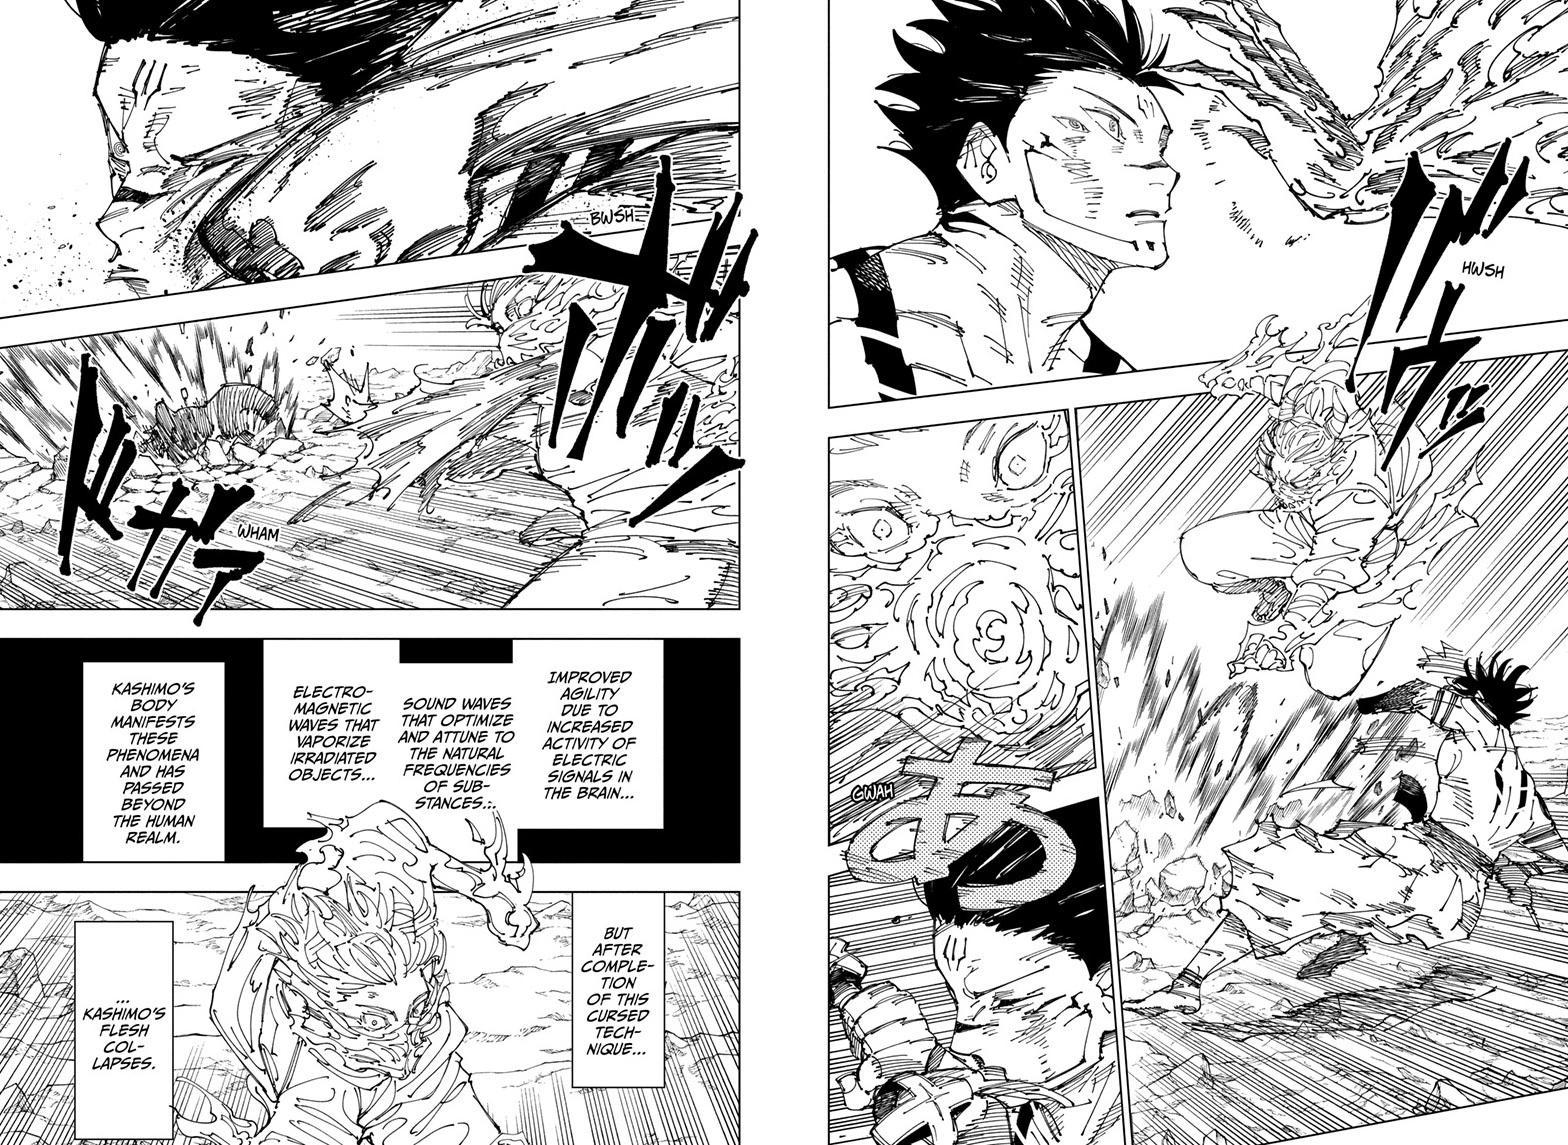 HWSH
GWAH
あ
BWSH
WHAM
ドガァ
IMPROVED
AGILITY
DUE TO
INCREASED
ACTIVITY OF
ELECTRIC
SIGNALS IN
THE BRAIN...
SOUND WAVES
THAT OPTIMIZE
AND ATTUNE TO
THE NATURAL
FREQUENCIES
OF SUB-
STANCES...
ELECTRO-
MAGNETIC
WAVES THAT
VAPORIZE
IRRADIATED
OBJECTS...
KASHIMO'S
BODY
MANIFESTS
THESE
PHENOMENA
AND HAS
PASSED
BEYOND
THE HUMAN
REALM.
BUT
AFTER
COMPLE-
TION
OF THIS
CURSED
TECH-
NIQUE...
...
KASHIMO'S
FLESH
COL-
LAPSES.